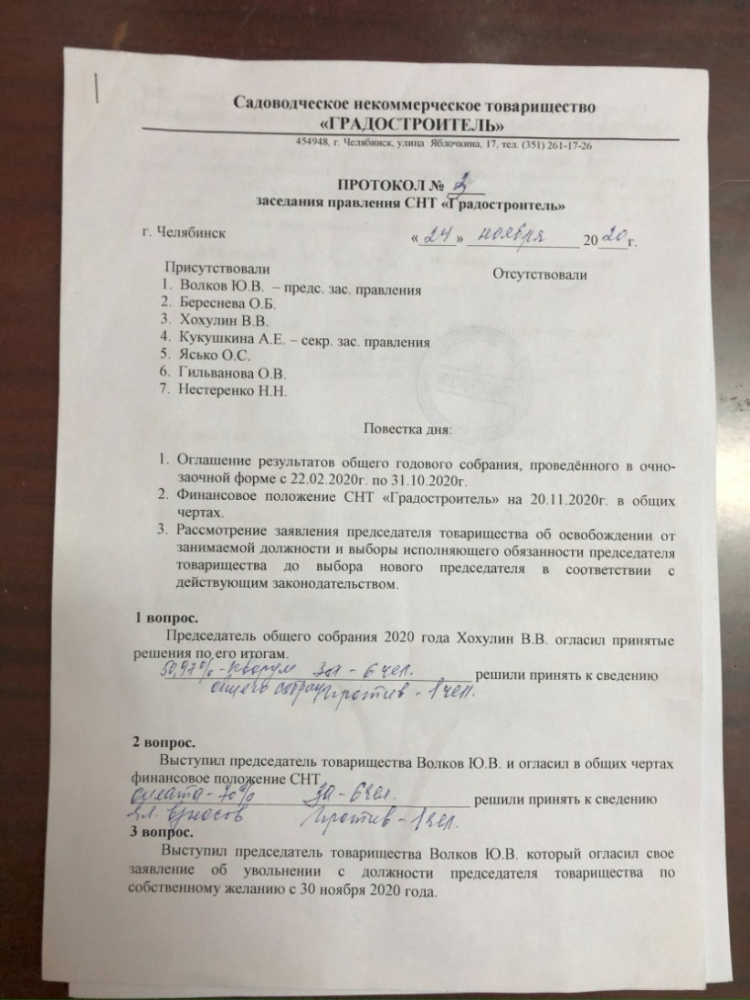 Садоводческое некоммерческое товарищество
«ГРАДОСТРОИТЕЛЬ»
454948, г. Челябинск, улица Яблочкина, 17, тел. (351) 261-17-26
ПРОТОКОЛ №
заседания правления СНТ «Градостроитель»
г. Челябинск «24» ноября 2020г.
Присутствовали Отсутствовали
1. Волков Ю.В. – предс. зас. правления
2. Береснева О.Б.
3. Хохулин В.В.
4. Кукушкина А.Е. – секр. зас. правления
5. Ясько О.С.
6. Гильванова О.В.
7. Нестеренко Н.Н.
Повестка дня:
1. Оглашение результатов общего годового собрания, проведённого в очно-
заочной форме с 22.02.2020г. по 31.10.2020г.
2. Финансовое положение СНТ «Градостроитель» на 20.11.2020г. в общих
чертах.
3. Рассмотрение заявления председателя товарищества об освобождении от
занимаемой должности и выборы исполняющего обязанности председателя
товарищества до выбора нового председателя в соответствии с
действующим законодательством.
1 вопрос.
Председатель общего собрания 2020 года Хохулин В.В. огласил принятые
решения по его итогам.
50,97% - кворум за - 6 чел. решили принять к сведению
общего собрания против - 1 чел.
2 вопрос.
Выступил председатель товарищества Волков Ю.В. и огласил в общих чертах
финансовое положение СНТ
оплата - 70% За - 6 чел. решили принять к сведению
чл. взносов Против - 1 чел.
3 вопрос.
Выступил председатель товарищества Волков Ю.В. который огласил свое
заявление об увольнении с должности председателя товарищества по
собственному желанию с 30 ноября 2020 года.